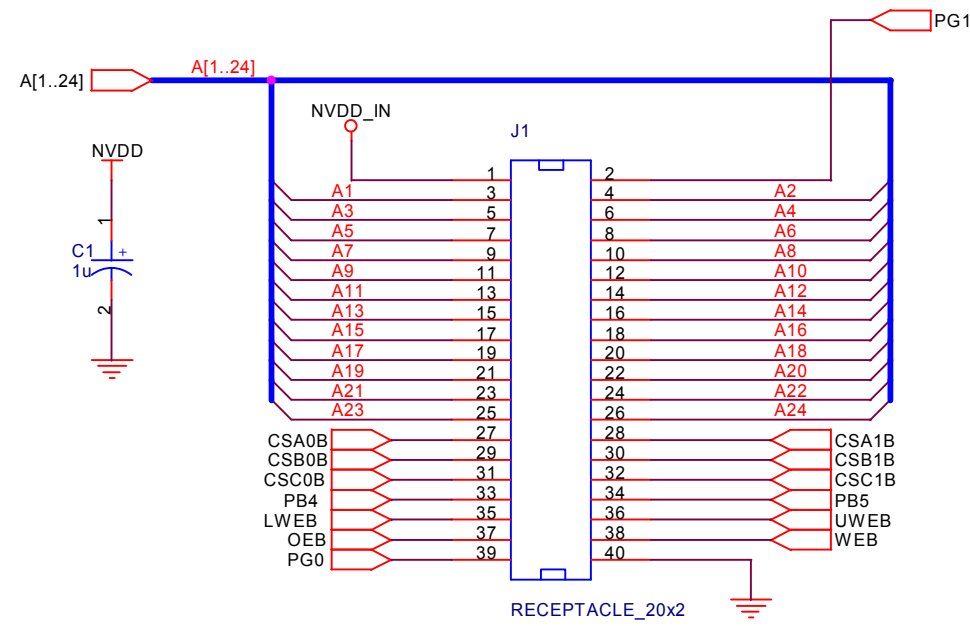 PG1
A[1..24] A[1..24]
NVDD_IN
J1
NVDD
1 2
A1 3 4 A2
A3 5 6 A4
A5 7 8 A6
A7 9 10 A8
A9 11 12 A10
A11 13 14 A12
A13 15 16 A14
A15 17 18 A16
A17 19 20 A18
A19 21 22 A20
A21 23 24 A22
A23 25 26 A24
CSA0B 27 28 CSA1B
CSB0B 29 30 CSB1B
CSC0B 31 32 CSC1B
PB4 33 34 PB5
LWEB 35 36 UWEB
OEB 37 38 WEB
PG0 39 40
RECEPTACLE_20x2
1
C1 +
1u
2